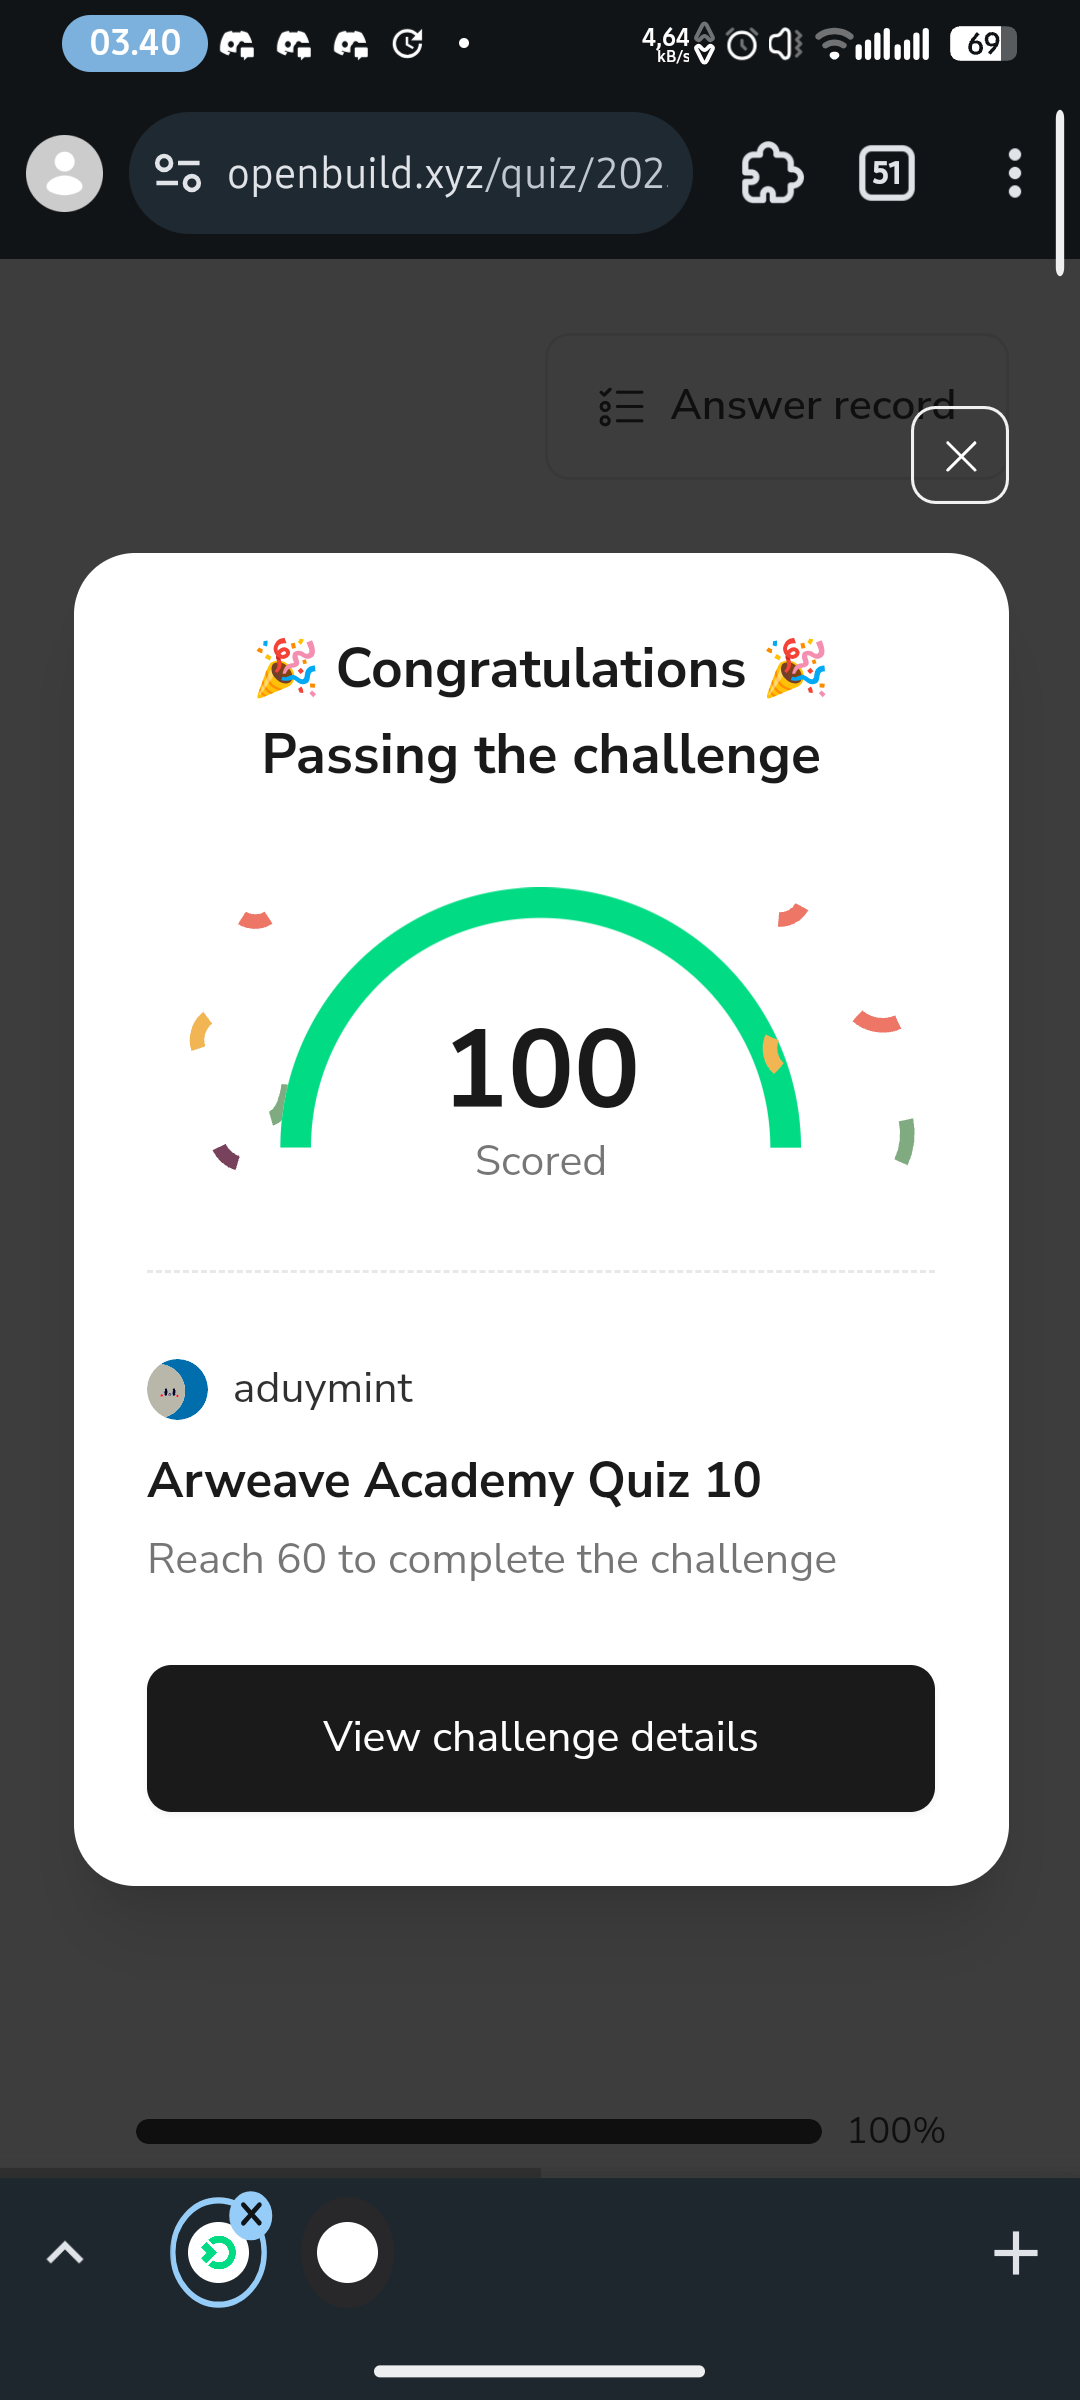 03.40
4,64
kB/s
69
openbuild.xyz/quiz/202
51
Answer record
🎉 Congratulations 🎉
Passing the challenge
100
Scored
aduymint
Arweave Academy Quiz 10
Reach 60 to complete the challenge
View challenge details
100%